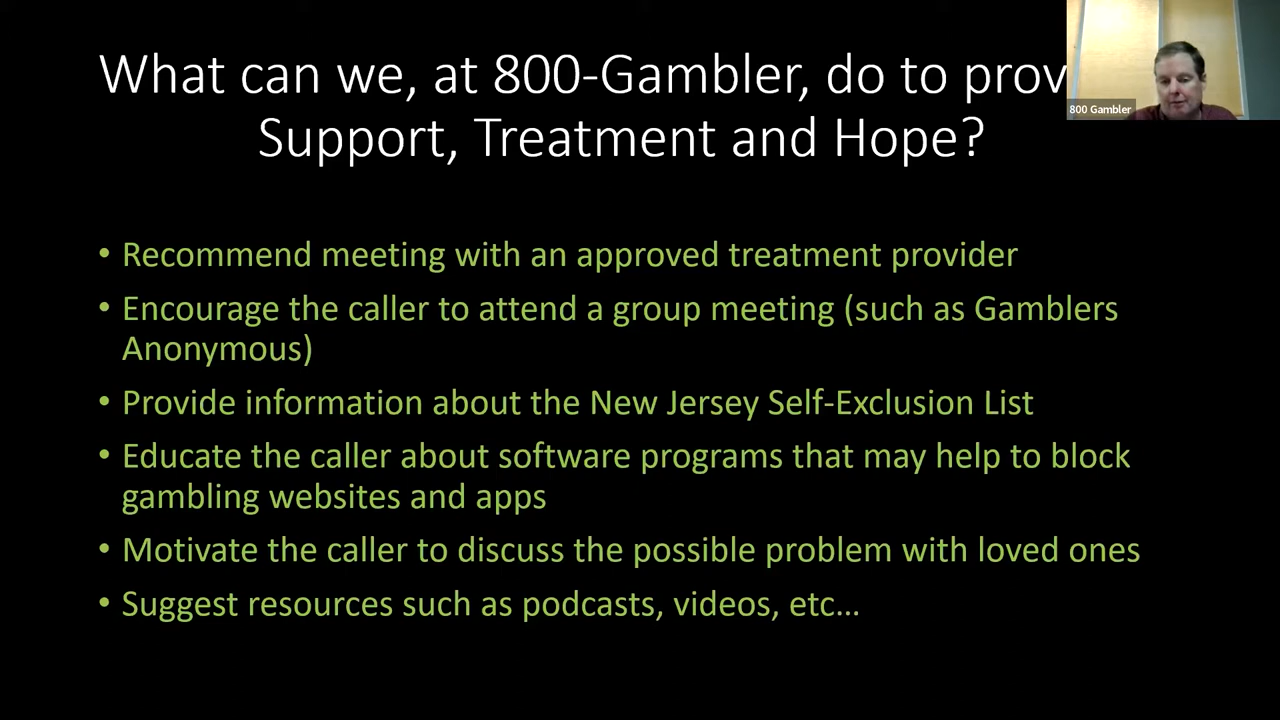 What can we, at 800-Gambler, do to prov
Support, Treatment and Hope?
800 Gambler
• Recommend meeting with an approved treatment provider
• Encourage the caller to attend a group meeting (such as Gamblers
Anonymous)
• Provide information about the New Jersey Self-Exclusion List
• Educate the caller about software programs that may help to block
gambling websites and apps
• Motivate the caller to discuss the possible problem with loved ones
• Suggest resources such as podcasts, videos, etc…